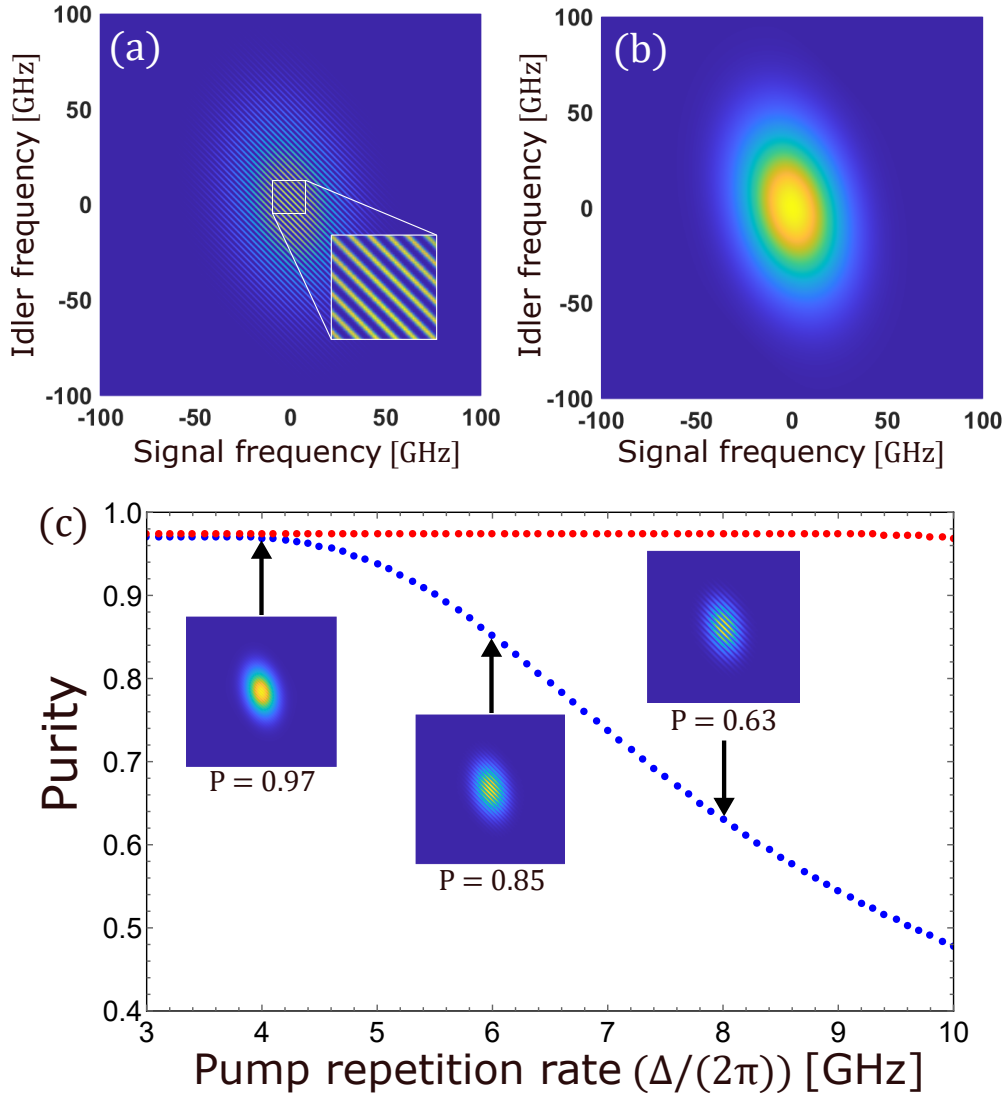 (a)
100
50
0
-50
-100
-100
-50
0
50
100
Idler frequency [GHz]
Signal frequency [GHz]
(b)
100
50
0
-50
-100
-100
-50
0
50
100
Idler frequency [GHz]
Signal frequency [GHz]
(c)
1.0
0.9
0.8
0.7
0.6
0.5
0.4
Purity
P = 0.97
P = 0.85
P = 0.63
3
4
5
6
7
8
9
10
Pump repetition rate (Δ/(2π)) [GHz]